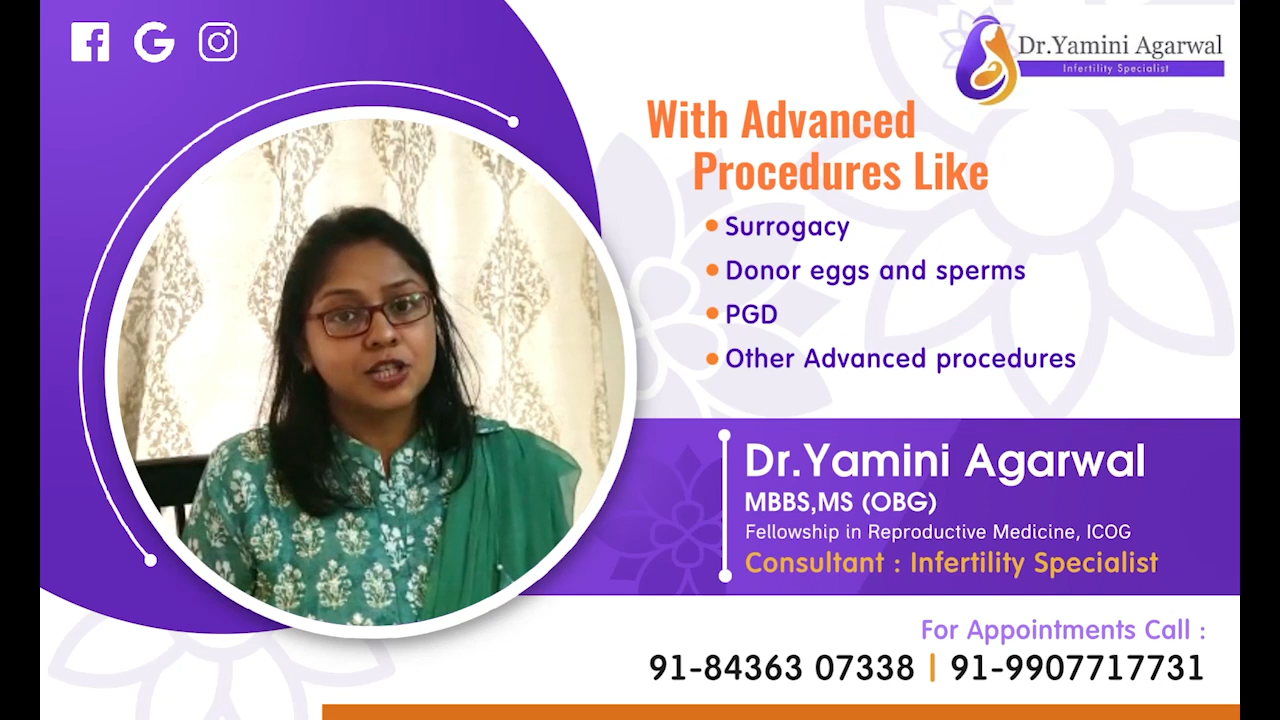 Dr.Yamini Agarwal
Infertility Specialist
With Advanced
Procedures Like
Surrogacy
Donor eggs and sperms
PGD
Other Advanced procedures
Dr.Yamini Agarwal
MBBS,MS (OBG)
Fellowship in Reproductive Medicine, ICOG
Consultant : Infertility Specialist
For Appointments Call :
91-84363 07338 | 91-9907717731